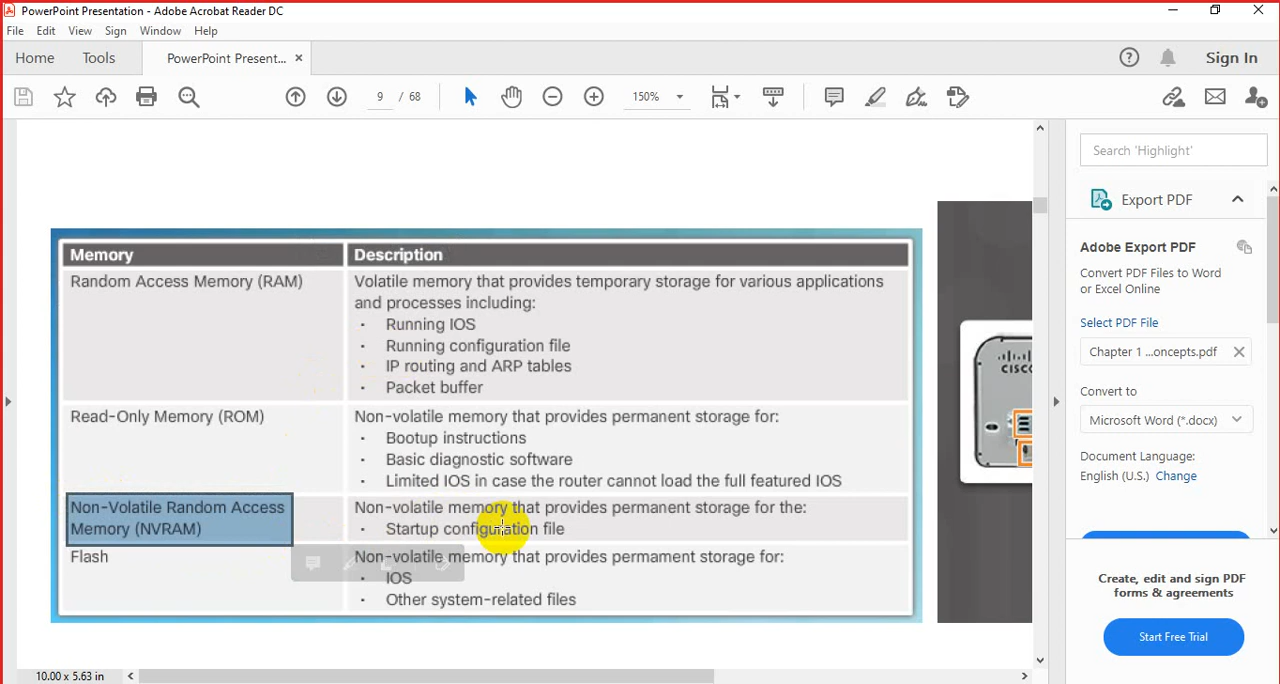 PowerPoint Presentation - Adobe Acrobat Reader DC
File Edit View Sign Window Help
Home Tools PowerPoint Present... × Sign In
9 / 68 150%
Search 'Highlight'
Export PDF
Adobe Export PDF
Convert PDF Files to Word
or Excel Online
Select PDF File
Chapter 1 ...oncepts.pdf
Convert to
Microsoft Word (*.docx)
Document Language:
English (U.S.) Change
Create, edit and sign PDF
forms & agreements
Start Free Trial
Memory Description
Random Access Memory (RAM) Volatile memory that provides temporary storage for various applications
and processes including:
· Running IOS
· Running configuration file
· IP routing and ARP tables
· Packet buffer
Read-Only Memory (ROM) Non-volatile memory that provides permanent storage for:
· Bootup instructions
· Basic diagnostic software
· Limited IOS in case the router cannot load the full featured IOS
Non-Volatile Random Access Non-volatile memory that provides permanent storage for the:
Memory (NVRAM) · Startup configuration file
Flash Non-volatile memory that provides permament storage for:
· IOS
· Other system-related files
CISCO
10.00 x 5.63 in